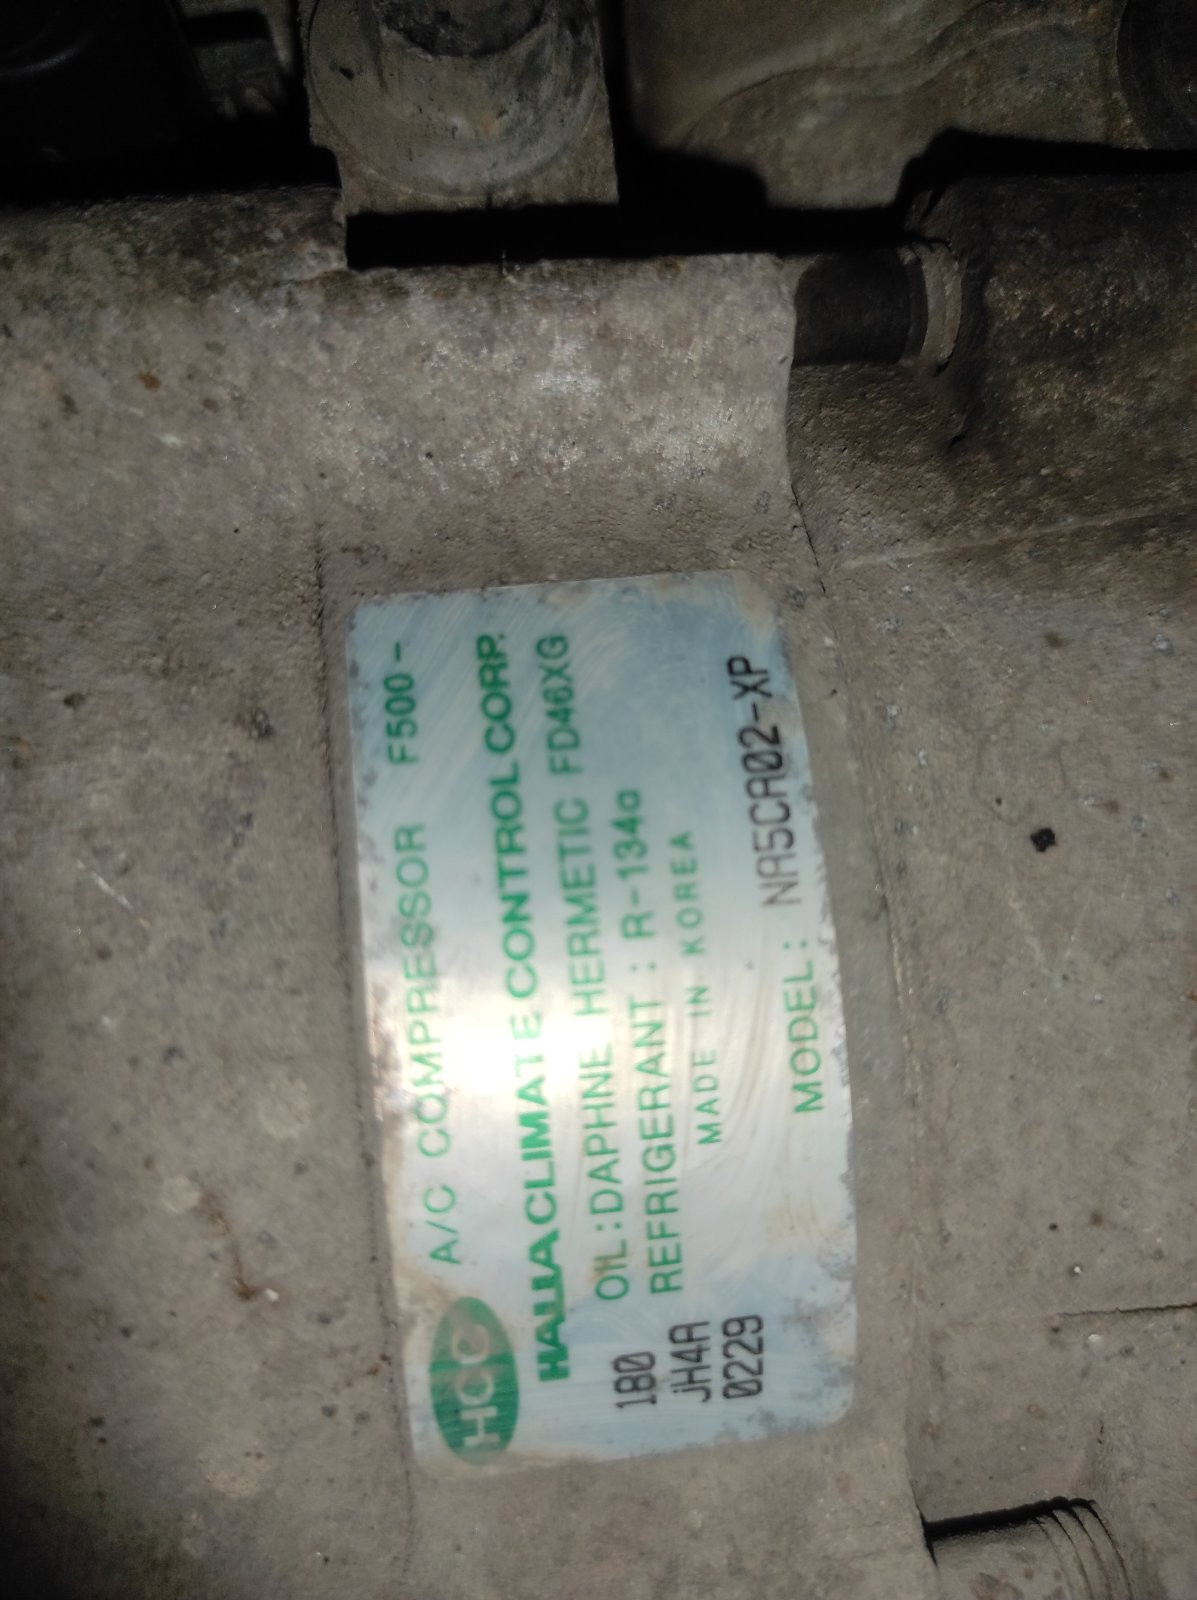 HCC
A/C COMPRESSOR F500-
HALLA CLIMATE CONTROL CORP.
OIL:DAPHNE HERMETIC FD46XG
REFRIGERANT : R-134a
MADE IN KOREA
1B0
JH4A
0229
MODEL: NA5CA02-XP